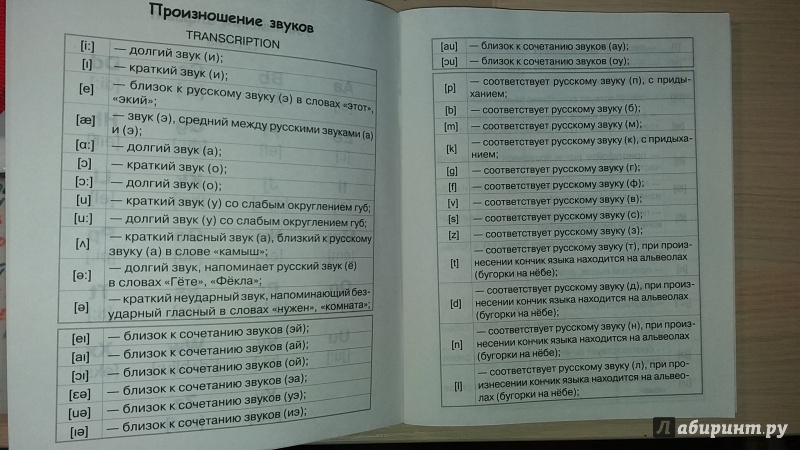 Произношение звуков
TRANSCRIPTION
[i:] — долгий звук (и);
[ı] — краткий звук (и);
[e] — близок к русскому звуку (э) в словах «этот»,
«экий»;
[æ] — звук (э), средний между русскими звуками (а)
и (э);
[ɑ:] — долгий звук (а);
[ɔ] — краткий звук (о);
[ɔ:] — долгий звук (о);
[u] — краткий звук (у) со слабым округлением губ;
[u:] — долгий звук (у) со слабым округлением губ;
[ʌ] — краткий гласный звук (а), близкий к русскому
звуку (а) в слове «камыш»;
[ə:] — долгий звук, напоминает русский звук (ё)
в словах «Гёте», «Фёкла»;
[ə] — краткий неударный звук, напоминающий без-
ударный гласный в словах «нужен», «комната»;
[eı] — близок к сочетанию звуков (эй);
[aı] — близок к сочетанию звуков (ай);
[ɔı] — близок к сочетанию звуков (ой);
[ɛə] — близок к сочетанию звуков (эа);
[uə] — близок к сочетанию звуков (уэ);
[ıə] — близок к сочетанию звуков (иэ);
[au] — близок к сочетанию звуков (ау);
[ɔu] — близок к сочетанию звуков (оу);
[p] — соответствует русскому звуку (п), с приды-
ханием;
[b] — соответствует русскому звуку (б);
[m] — соответствует русскому звуку (м);
[k] — соответствует русскому звуку (к), с придыха-
нием;
[g] — соответствует русскому звуку (г);
[f] — соответствует русскому звуку (ф);
[v] — соответствует русскому звуку (в);
[s] — соответствует русскому звуку (с);
[z] — соответствует русскому звуку (з);
[t] — соответствует русскому звуку (т), при произ-
несении кончик языка находится на альвеолах
(бугорки на нёбе);
[d] — соответствует русскому звуку (д), при произ-
несении кончик языка находится на альвеолах
(бугорки на нёбе);
[n] — соответствует русскому звуку (н), при произ-
несении кончик языка находится на альвеолах
(бугорки на нёбе);
[l] — соответствует русскому звуку (л), при про-
изнесении кончик языка находится на альвео-
лах (бугорки на нёбе);
Лабиринт.ру